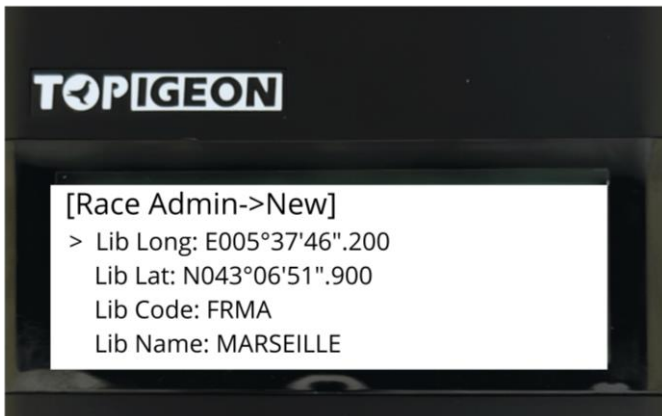 TOPIGEON
[Race Admin->New]
> Lib Long: E005°37'46".200
Lib Lat: N043°06'51".900
Lib Code: FRMA
Lib Name: MARSEILLE